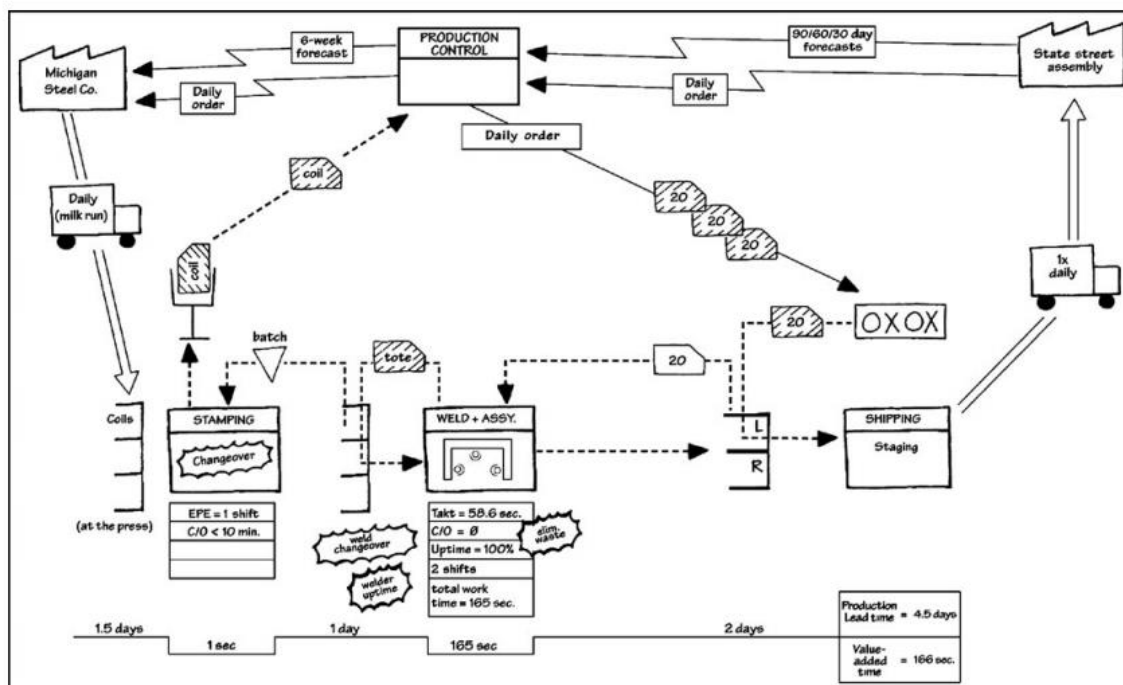 6-week
forecast
PRODUCTION
CONTROL
90/60/30 day
forecasts
State street
assembly
Michigan
Steel Co.
Daily
order
Daily
order
Daily order
coil
20
20
20
Daily
(milk run)
1x
daily
coil
batch
tote
20
20
OXOX
Coils
STAMPING
Changeover
WELD + ASSY.
L
R
SHIPPING
Staging
(at the press)
EPE = 1 shift
C/O < 10 min.
weld
changeover
welder
uptime
Takt = 58.6 sec.
C/O = Ø
Uptime = 100%
2 shifts
total work
time = 165 sec.
elim.
waste
1.5 days
1 sec
1 day
165 sec
2 days
Production
Lead time = 4.5 days
Value-
added = 166 sec.
time